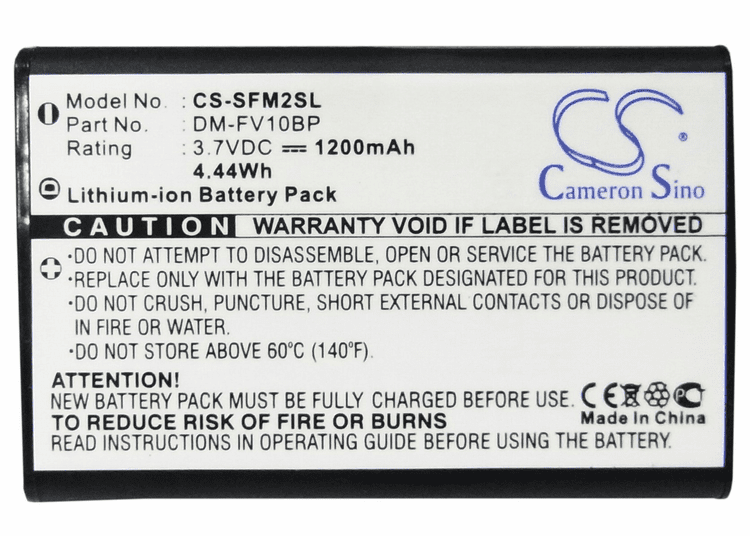 Model No. : CS-SFM2SL
Part No. : DM-FV10BP
Rating : 3.7VDC 1200mAh
4.44Wh
Lithium-ion Battery Pack
CS
Cameron Sino
CAUTION WARRANTY VOID IF LABEL IS REMOVED
•DO NOT ATTEMPT TO DISASSEMBLE, OPEN OR SERVICE THE BATTERY PACK.
•REPLACE ONLY WITH THE BATTERY PACK DESIGNATED FOR THIS PRODUCT.
•DO NOT CRUSH, PUNCTURE, SHORT EXTERNAL CONTACTS OR DISPOSE OF
IN FIRE OR WATER.
•DO NOT STORE ABOVE 60°C (140°F).
ATTENTION!
NEW BATTERY PACK MUST BE FULLY CHARGED BEFORE USE.
TO REDUCE RISK OF FIRE OR BURNS
READ INSTRUCTIONS IN OPERATING GUIDE BEFORE USING THE BATTERY.
CE
Made In China